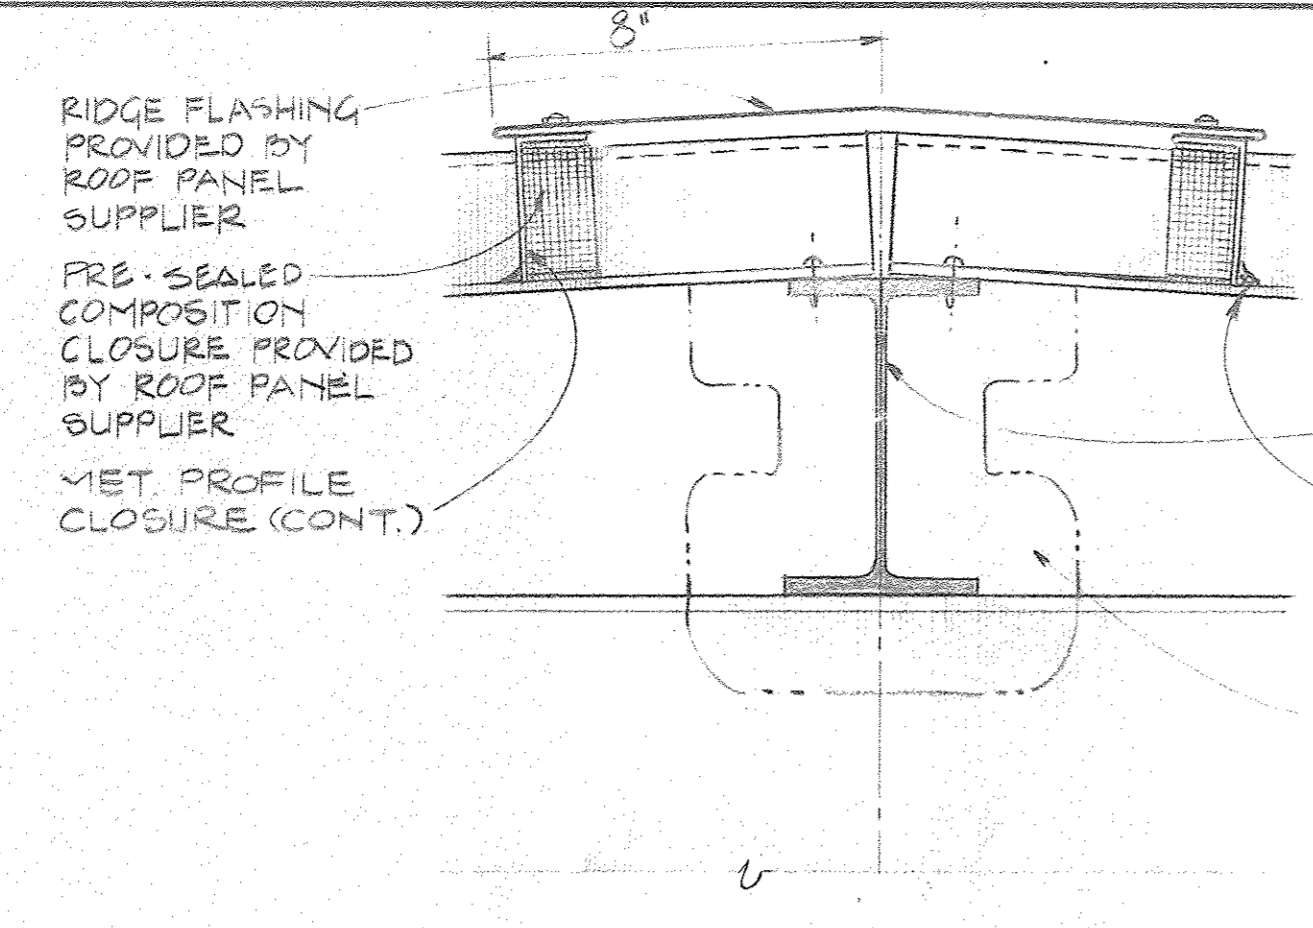 8"
RIDGE FLASHING
PROVIDED BY
ROOF PANEL
SUPPLIER
PRE-SEALED
COMPOSITION
CLOSURE PROVIDED
BY ROOF PANEL
SUPPLIER
MET. PROFILE
CLOSURE (CONT.)